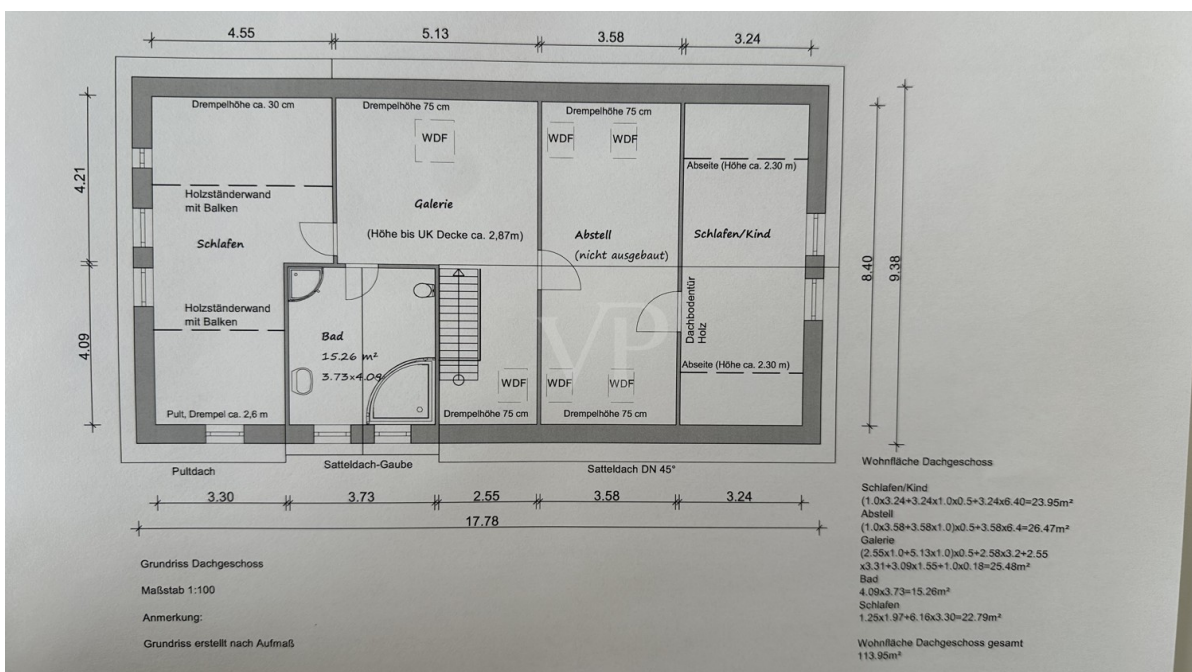 4.55 5.13 3.58 3.24
Drempelhöhe ca. 30 cm
Drempelhöhe 75 cm
Drempelhöhe 75 cm
WDF
WDF
WDF
Abseite (Höhe ca. 2.30 m)
4.21
Holzständerwand
mit Balken
Galerie
Schlafen
(Höhe bis UK Decke ca. 2,87m)
Abstell
(nicht ausgebaut)
Schlafen/Kind
8.40
9.38
Holzständerwand
mit Balken
Bad
15.26 m²
3.73x4.09
Dachbodentür
Holz
VP
4.09
Abseite (Höhe ca. 2.30 m)
WDF
WDF
WDF
Pult, Drempel ca. 2,6 m
Drempelhöhe 75 cm
Drempelhöhe 75 cm
Pultdach
Satteldach-Gaube
Satteldach DN 45°
3.30 3.73 2.55 3.58 3.24
17.78
Grundriss Dachgeschoss
Maßstab 1:100
Anmerkung:
Grundriss erstellt nach Aufmaß
Wohnfläche Dachgeschoss
Schlafen/Kind
(1.0x3.24+3.24x1.0x0.5+3.24x6.40=23.95m²
Abstell
(1.0x3.58+3.58x1.0)x0.5+3.58x6.4=26.47m²
Galerie
(2.55x1.0+5.13x1.0)x0.5+2.58x3.2+2.55
x3.31+3.09x1.55+1.0x0.18=25.48m²
Bad
4.09x3.73=15.26m²
Schlafen
1.25x1.97+6.16x3.30=22.79m²
Wohnfläche Dachgeschoss gesamt
113.95m²